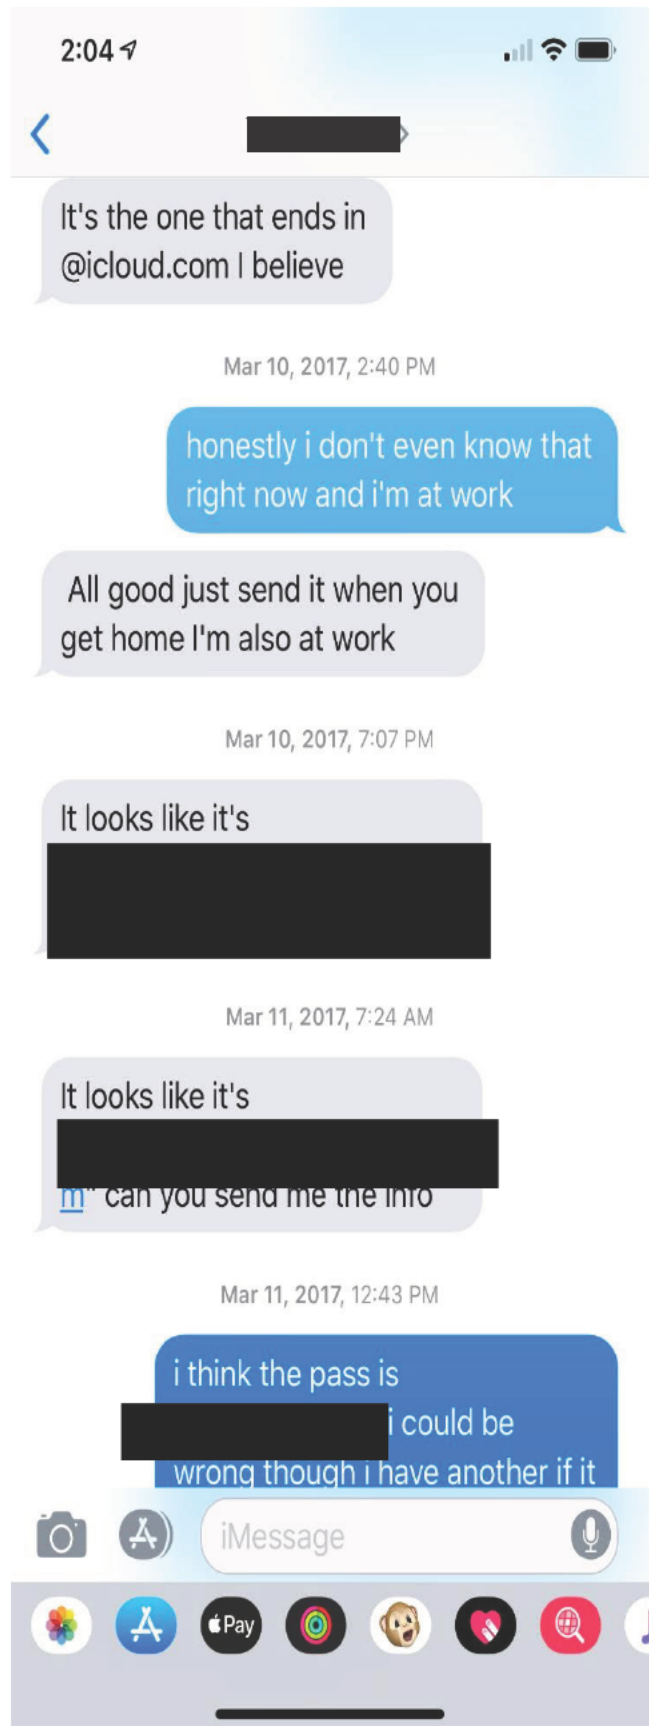 2:04
It's the one that ends in
@icloud.com I believe
Mar 10, 2017, 2:40 PM
honestly i don't even know that
right now and i'm at work
All good just send it when you
get home I'm also at work
Mar 10, 2017, 7:07 PM
It looks like it's
Mar 11, 2017, 7:24 AM
It looks like it's
m" can you send me the info
Mar 11, 2017, 12:43 PM
i think the pass is
i could be
wrong though i have another if it
iMessage
Pay